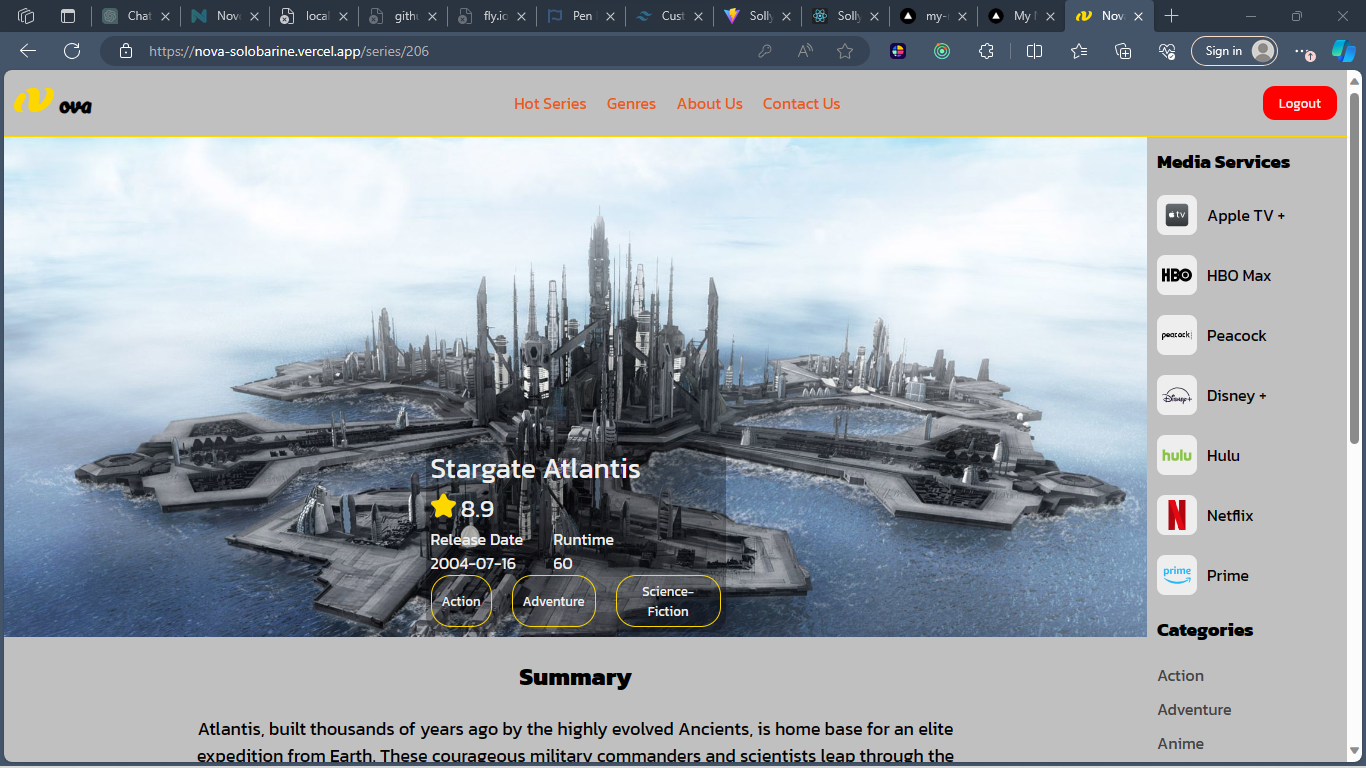 Chat
Nov
local
githu
fly.io
Pen
Cust
Solly
Solly
my-
My
Nov
https://nova-solobarine.vercel.app/series/206
Sign in
ova
Hot Series
Genres
About Us
Contact Us
Logout
Stargate Atlantis
8.9
Release Date
Runtime
2004-07-16
60
Action
Adventure
Science-
Fiction
Summary
Atlantis, built thousands of years ago by the highly evolved Ancients, is home base for an elite
expedition from Earth. These courageous military commanders and scientists leap through the
Media Services
tv
Apple TV +
HBO
HBO Max
peacock
Peacock
Disney+
Disney +
hulu
Hulu
N
Netflix
prime
Prime
Categories
Action
Adventure
Anime